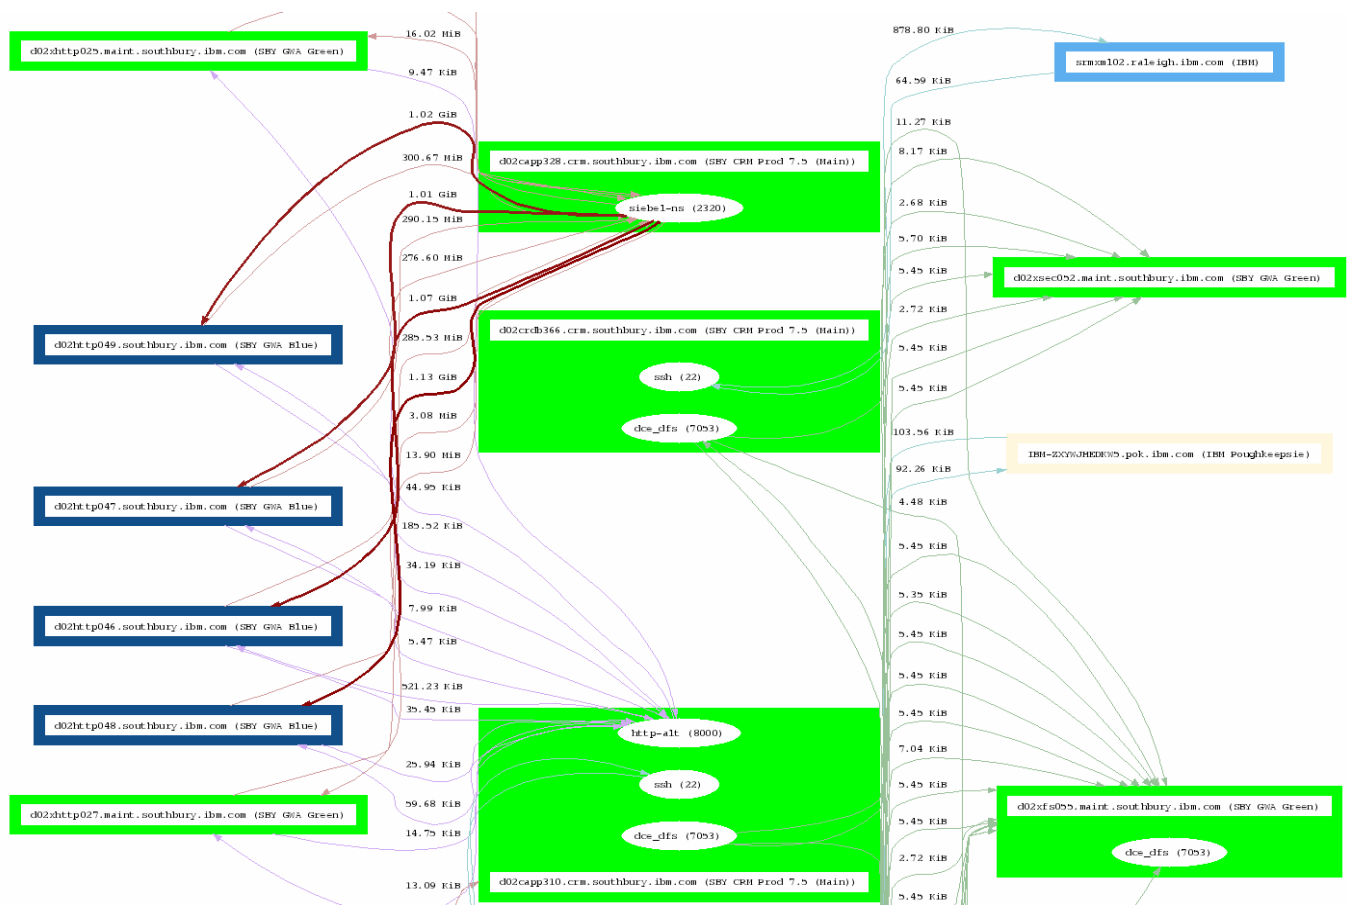 d02xhttp025.maint.southbury.ibm.com (SBY GWA Green)
16.02 MiB
9.47 KiB
1.02 GiB
300.67 MiB
1.01 GiB
290.15 MiB
276.60 MiB
1.07 GiB
285.53 MiB
1.13 GiB
3.08 MiB
13.90 MiB
44.95 KiB
185.52 KiB
34.19 KiB
7.99 KiB
5.47 KiB
521.23 KiB
35.45 KiB
25.94 KiB
59.68 KiB
14.75 KiB
13.09 KiB
d02http049.southbury.ibm.com (SBY GWA Blue)
d02http047.southbury.ibm.com (SBY GWA Blue)
d02http046.southbury.ibm.com (SBY GWA Blue)
d02http048.southbury.ibm.com (SBY GWA Blue)
d02xhttp027.maint.southbury.ibm.com (SBY GWA Green)
d02capp328.crm.southbury.ibm.com (SBY CRM Prod 7.5 (Main))
siebel-ns (2320)
d02crdb366.crm.southbury.ibm.com (SBY CRM Prod 7.5 (Main))
ssh (22)
dce_dfs (7053)
http-alt (8000)
ssh (22)
dce_dfs (7053)
d02capp310.crm.southbury.ibm.com (SBY CRM Prod 7.5 (Main))
878.80 KiB
64.59 KiB
11.27 KiB
8.17 KiB
2.68 KiB
5.70 KiB
5.45 KiB
2.72 KiB
5.45 KiB
5.45 KiB
103.56 KiB
92.26 KiB
4.48 KiB
5.45 KiB
5.35 KiB
5.45 KiB
5.45 KiB
5.45 KiB
7.04 KiB
5.45 KiB
5.45 KiB
2.72 KiB
5.45 KiB
srmxm102.raleigh.ibm.com (IBM)
d02xsec052.maint.southbury.ibm.com (SBY GWA Green)
IBM-ZXYWJHEDKW5.pok.ibm.com (IBM Poughkeepsie)
d02xfs055.maint.southbury.ibm.com (SBY GWA Green)
dce_dfs (7053)